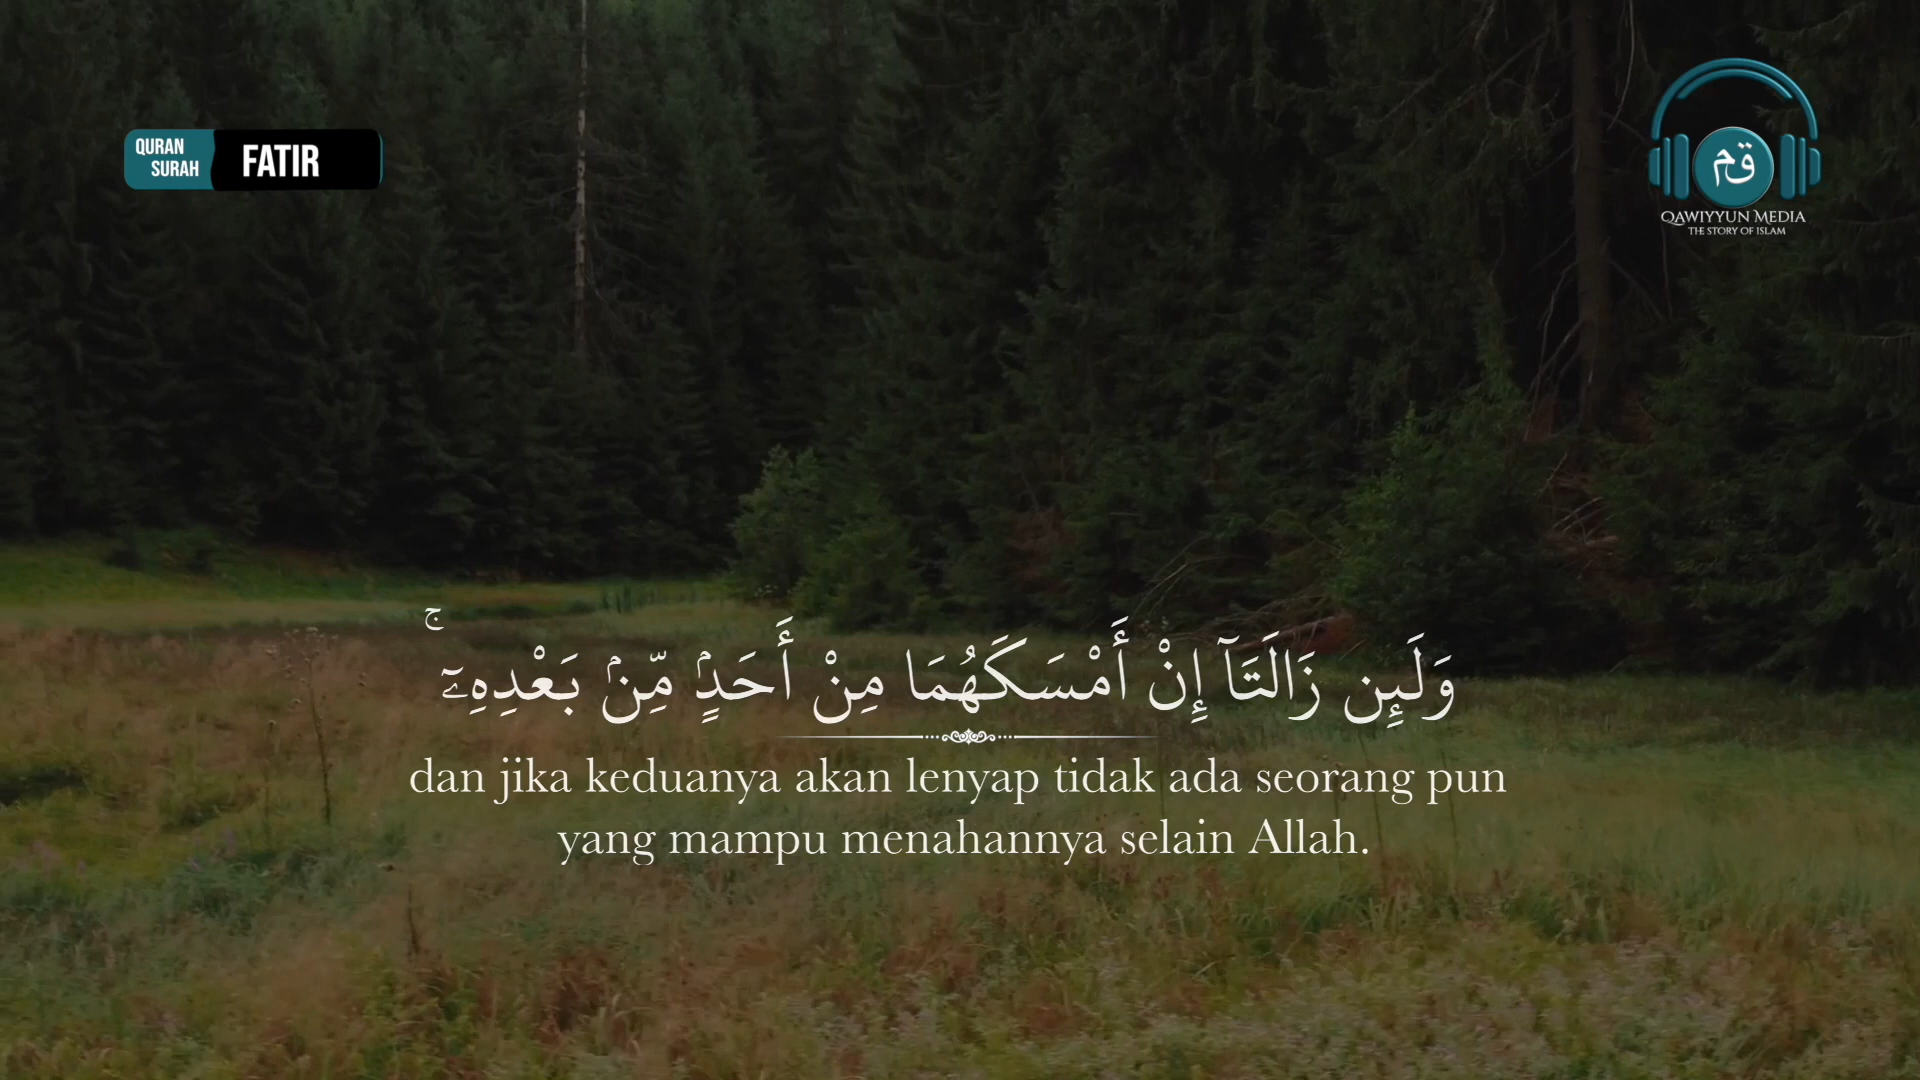 QURAN
SURAH
FATIR
قم
QAWIYYUN MEDIA
THE STORY OF ISLAM
وَلَىِٕن زَالَتَآ إِنْ أَمْسَكَهُمَا مِنْ أَحَدٍۢ مِّنۢ بَعْدِهِۦٓ ۚ
dan jika keduanya akan lenyap tidak ada seorang pun
yang mampu menahannya selain Allah.